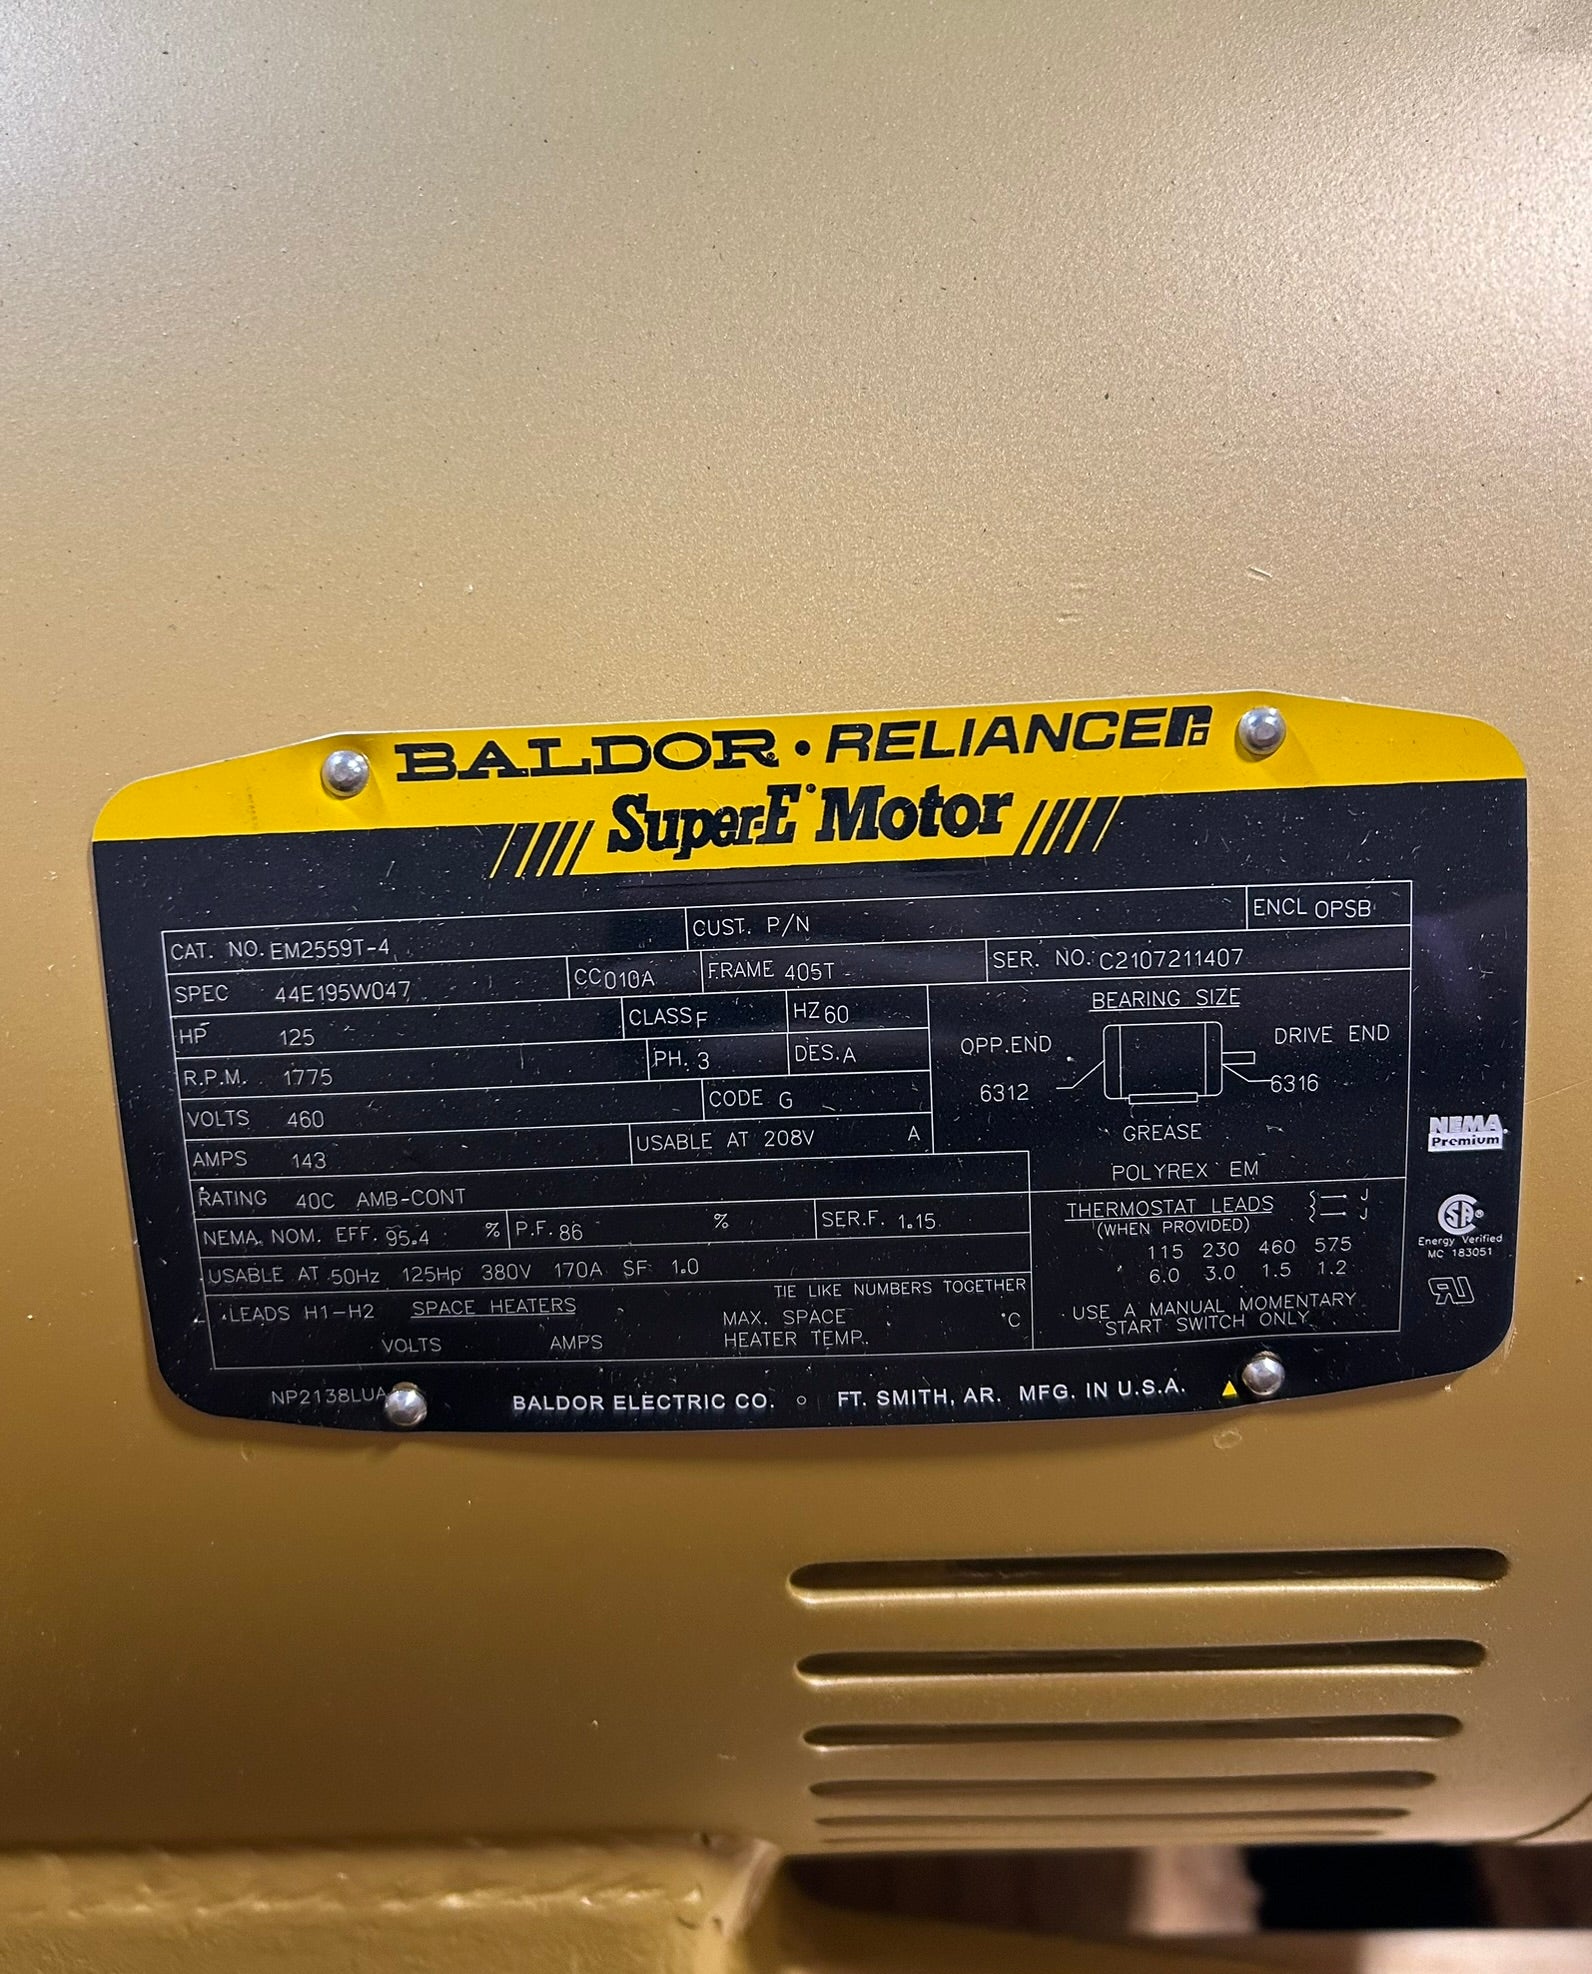 BALDOR · RELIANCE
Super-E Motor
CAT. NO. EM2559T-4 CUST. P/N ENCL OPSB
SPEC 44E195W047 CC 010A FRAME 405T SER. NO. C2107211407
HP 125 CLASS F HZ 60
R.P.M. 1775 PH. 3 DES. A
VOLTS 460 CODE G
AMPS 143 USABLE AT 208V A
RATING 40C AMB-CONT
NEMA. NOM. EFF. 95.4 % P.F. 86 % SER.F. 1.15
USABLE AT 50Hz 125Hp 380V 170A SF 1.0
LEADS H1-H2 SPACE HEATERS TIE LIKE NUMBERS TOGETHER
VOLTS AMPS
MAX. SPACE
HEATER TEMP. °C
BEARING SIZE
OPP.END DRIVE END
6312 6316
GREASE
POLYREX EM
THERMOSTAT LEADS J
(WHEN PROVIDED) J
115 230 460 575
6.0 3.0 1.5 1.2
USE A MANUAL MOMENTARY
START SWITCH ONLY
NEMA
Premium
Energy Verified
MC 183051
NP2138LUA BALDOR ELECTRIC CO. ○ FT. SMITH, AR. MFG. IN U.S.A.